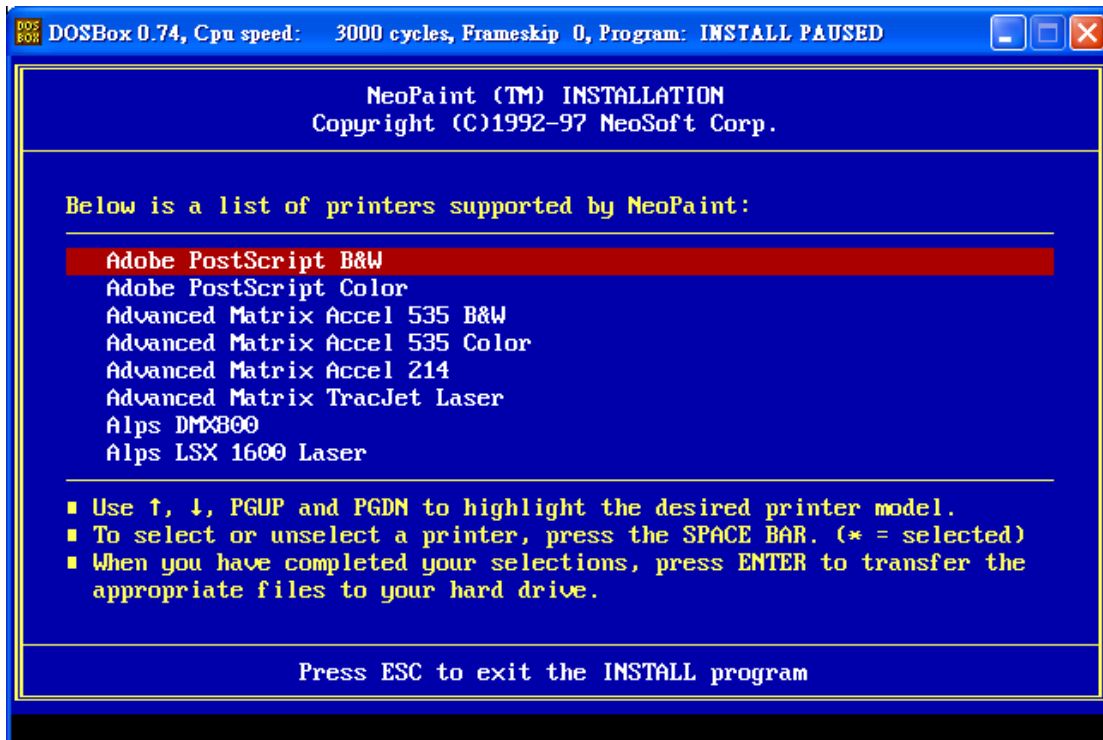 DOS BOX DOSBox 0.74, Cpu speed: 3000 cycles, Frameskip 0, Program: INSTALL PAUSED
NeoPaint (TM) INSTALLATION
Copyright (C)1992-97 NeoSoft Corp.
Below is a list of printers supported by NeoPaint:
Adobe PostScript B&W
Adobe PostScript Color
Advanced Matrix Accel 535 B&W
Advanced Matrix Accel 535 Color
Advanced Matrix Accel 214
Advanced Matrix TracJet Laser
Alps DMX800
Alps LSX 1600 Laser
■ Use ↑, ↓, PGUP and PGDN to highlight the desired printer model.
■ To select or unselect a printer, press the SPACE BAR. (* = selected)
■ When you have completed your selections, press ENTER to transfer the
appropriate files to your hard drive.
Press ESC to exit the INSTALL program